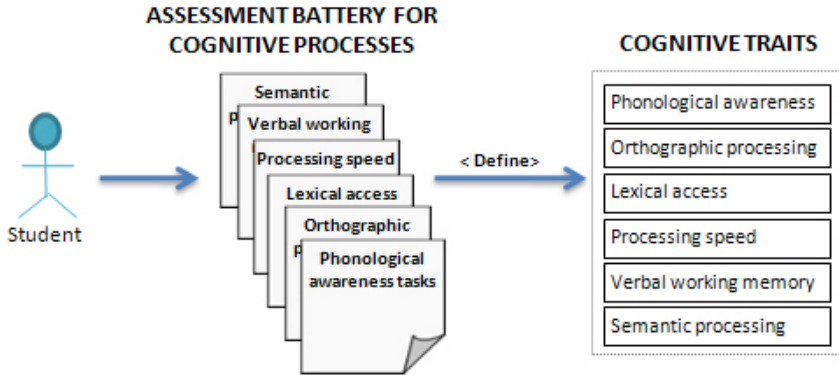 ASSESSMENT BATTERY FOR
COGNITIVE PROCESSES
COGNITIVE TRAITS
Student
Semantic
Verbal working
Processing speed
Lexical access
Orthographic
Phonological
awareness tasks
< Define>
Phonological awareness
Orthographic processing
Lexical access
Processing speed
Verbal working memory
Semantic processing